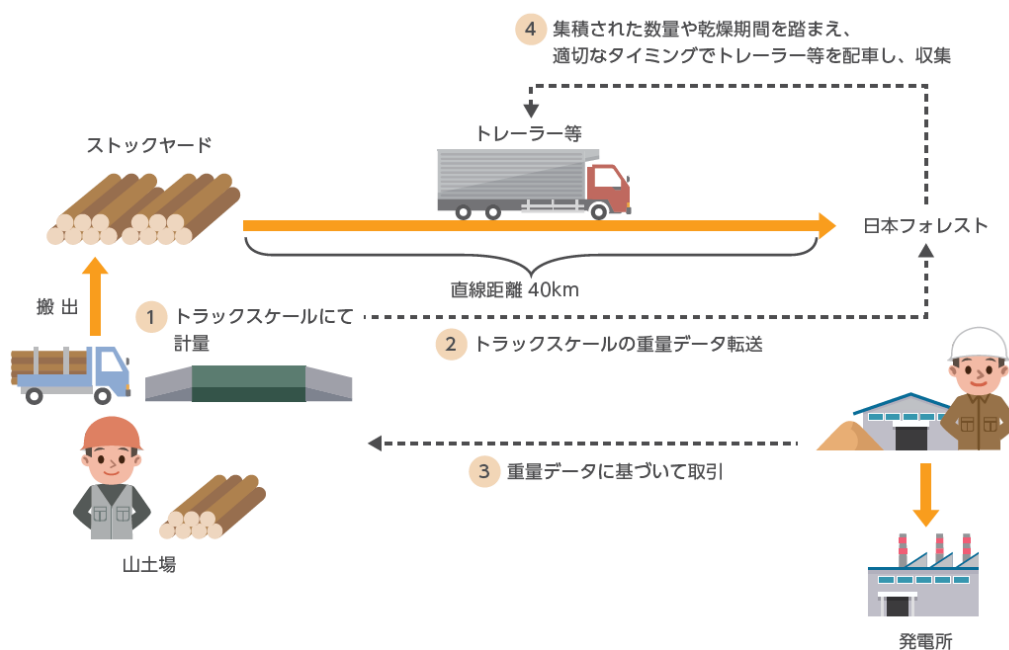 4 集積された数量や乾燥期間を踏まえ、
適切なタイミングでトレーラー等を配車し、収集
トレーラー等
ストックヤード
日本フォレスト
直線距離 40km
搬 出
1 トラックスケールにて
計量
2 トラックスケールの重量データ転送
3 重量データに基づいて取引
山土場
発電所